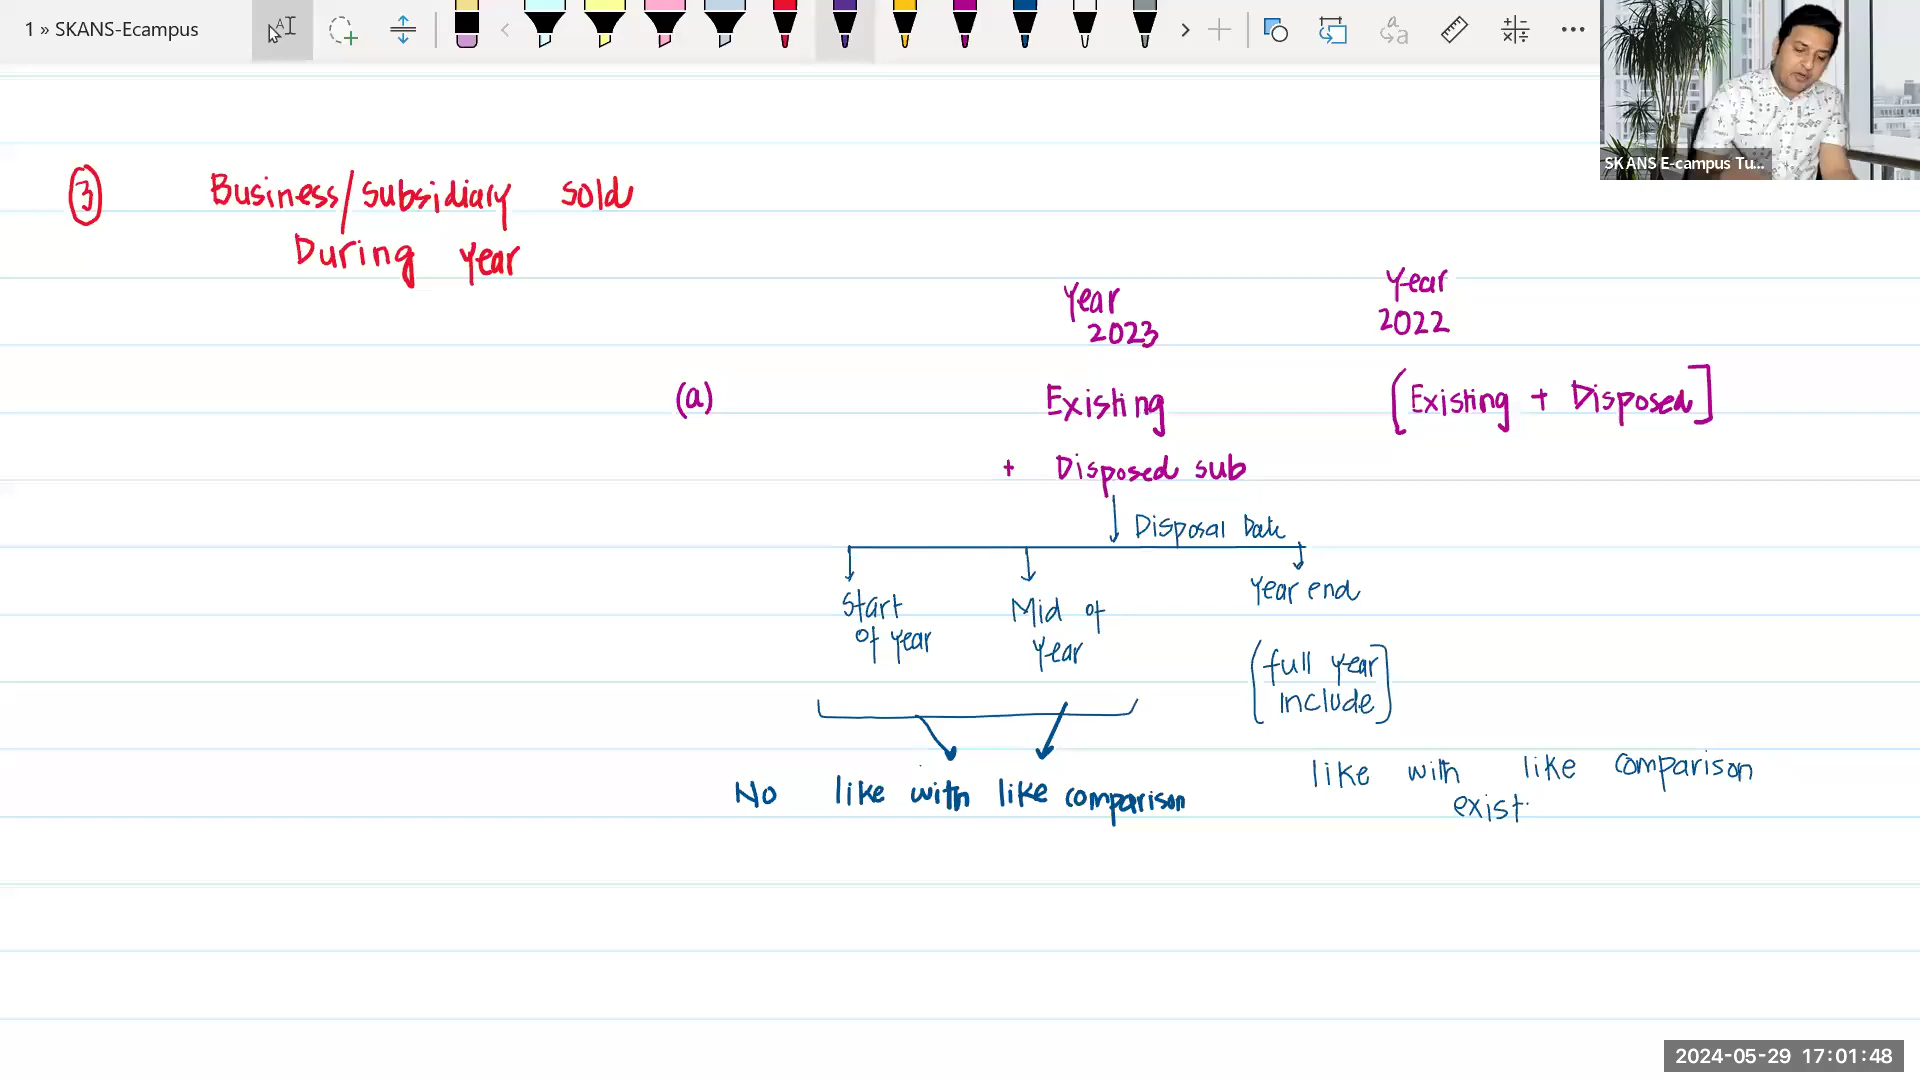 1 » SKANS-Ecampus
SKANS E-campus Tu...
③ Business/subsidiary sold
During year
Year
2023
Year
2022
(a) Existing [Existing + Disposed]
+ Disposed sub
Disposal Date
Start
of year
Mid of
year
Year end
[full year
include]
No like with like comparison
like with like comparison
exist.
2024-05-29 17:01:48